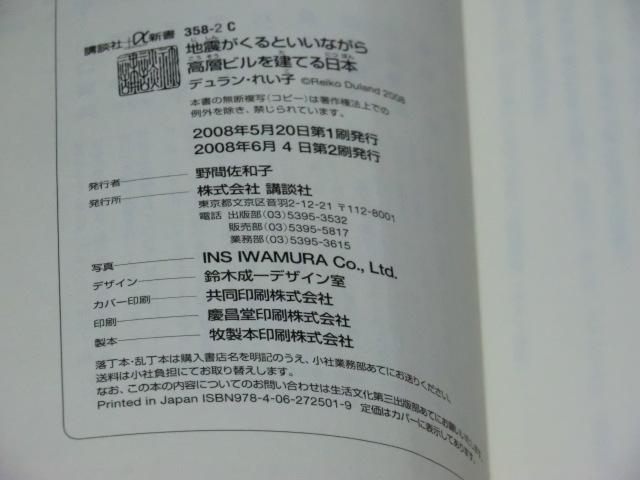 講談社+α新書 358-2 C
地震がくるといいながら
高層ビルを建てる日本
デュラン・れい子 ©Reiko Duland 2008
本書の無断複写(コピー)は著作権法上での
例外を除き、禁じられています。
2008年5月20日第1刷発行
2008年6月 4 日第2刷発行
発行者 野間佐和子
発行所 株式会社 講談社
東京都文京区音羽2-12-21 〒112-8001
電話 出版部(03)5395-3532
販売部(03)5395-5817
業務部(03)5395-3615
写真 INS IWAMURA Co., Ltd.
デザイン 鈴木成一デザイン室
カバー印刷 共同印刷株式会社
印刷 慶昌堂印刷株式会社
製本 牧製本印刷株式会社
落丁本・乱丁本は購入書店名を明記のうえ、小社業務部あてにお送りください。
送料は小社負担にてお取り替えします。
なお、この本の内容についてのお問い合わせは生活文化第三出版部あてにお願いいたします。
Printed in Japan ISBN978-4-06-272501-9 定価はカバーに表示してあります。